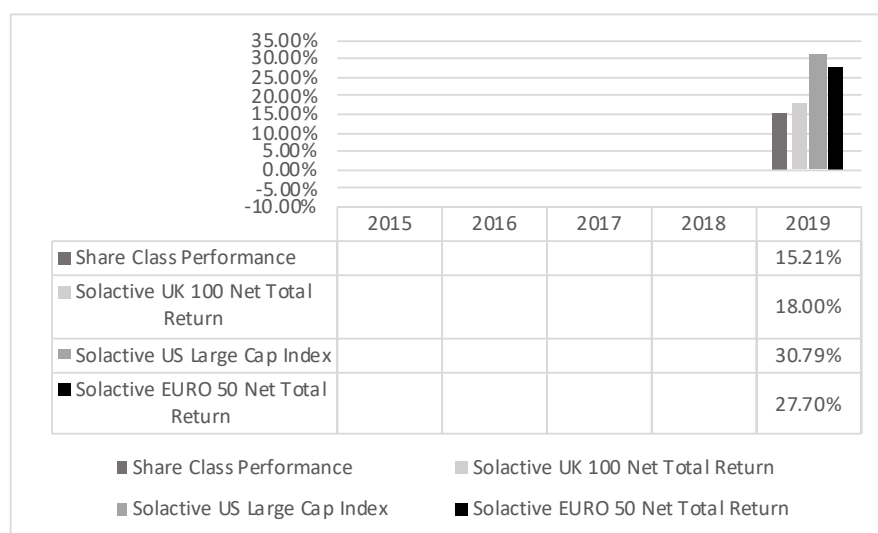 35.00%
30.00%
25.00%
20.00%
15.00%
10.00%
5.00%
0.00%
-5.00%
-10.00%
2015 2016 2017 2018 2019
Share Class Performance 15.21%
Solactive UK 100 Net Total
Return 18.00%
Solactive US Large Cap Index 30.79%
Solactive EURO 50 Net Total
Return 27.70%
Share Class Performance Solactive UK 100 Net Total Return
Solactive US Large Cap Index Solactive EURO 50 Net Total Return